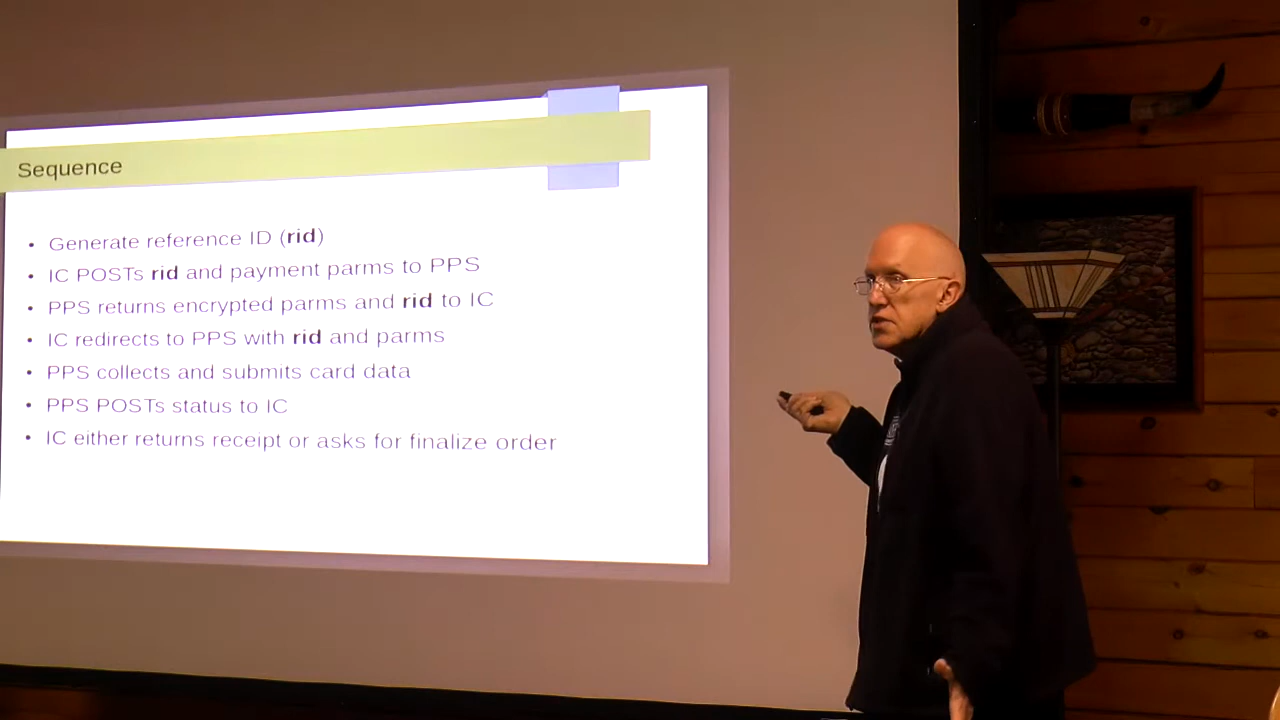 Sequence
• Generate reference ID (rid)
• IC POSTs rid and payment parms to PPS
• PPS returns encrypted parms and rid to IC
• IC redirects to PPS with rid and parms
• PPS collects and submits card data
• PPS POSTs status to IC
• IC either returns receipt or asks for finalize order